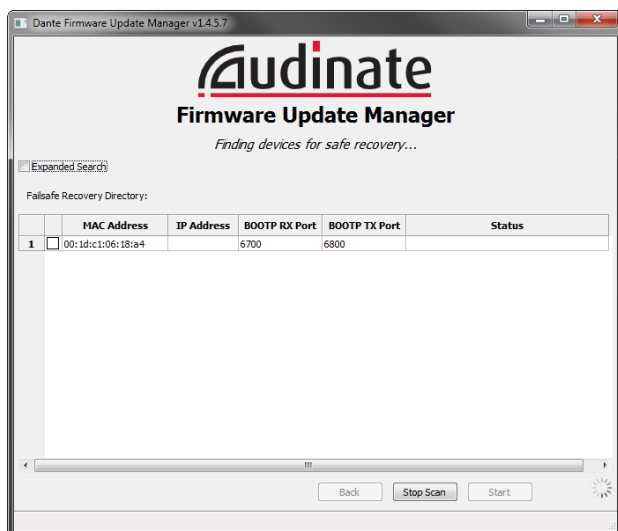 Dante Firmware Update Manager v1.4.5.7
Audinate
Firmware Update Manager
Finding devices for safe recovery...
Expanded Search
Failsafe Recovery Directory:
MAC Address IP Address BOOTP RX Port BOOTP TX Port Status
1 00:1d:c1:06:18:a4 6700 6800
Back Stop Scan Start